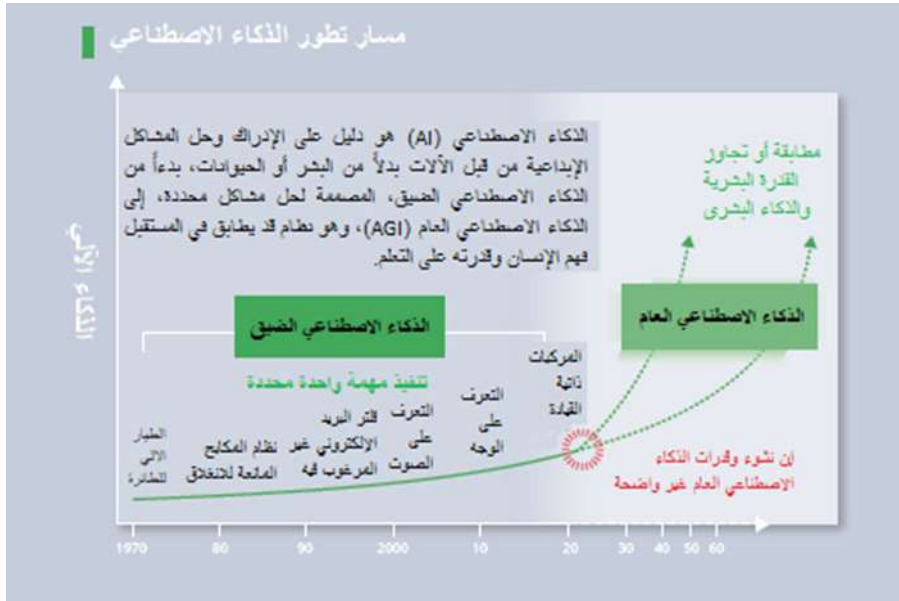 مسار تطور الذكاء الاصطناعي
الذكاء الاصطناعي (AI) هو دليل على الإدراك وحل المشاكل
الإبداعية من قبل الآلات بدلاً من البشر أو الحيوانات، بدءاً من
الذكاء الاصطناعي الضيق، المصممة لحل مشاكل محددة، إلى
الذكاء الاصطناعي العام (AGI)، وهو نظام قد يطابق في المستقبل
فهم الإنسان وقدرته على التعلم.
مطابقة أو تجاوز
القدرة البشرية
والذكاء البشرى
الذكاء الآلي
الذكاء الاصطناعي العام
الذكاء الاصطناعي الضيق
تنفيذ مهمة واحدة محددة
المركبات
ذاتية
القيادة
التعرف
على
الوجه
التعرف
على
الصوت
فلتر البريد
الإلكتروني غير
المرغوب فيه
نظام المكابح
المانعة للانغلاق
الطيار
الالي
للطائرة
إن نشوء وقدرات الذكاء
الاصطناعي العام غير واضحة
1970 80 90 2000 10 20 30 40 50 60